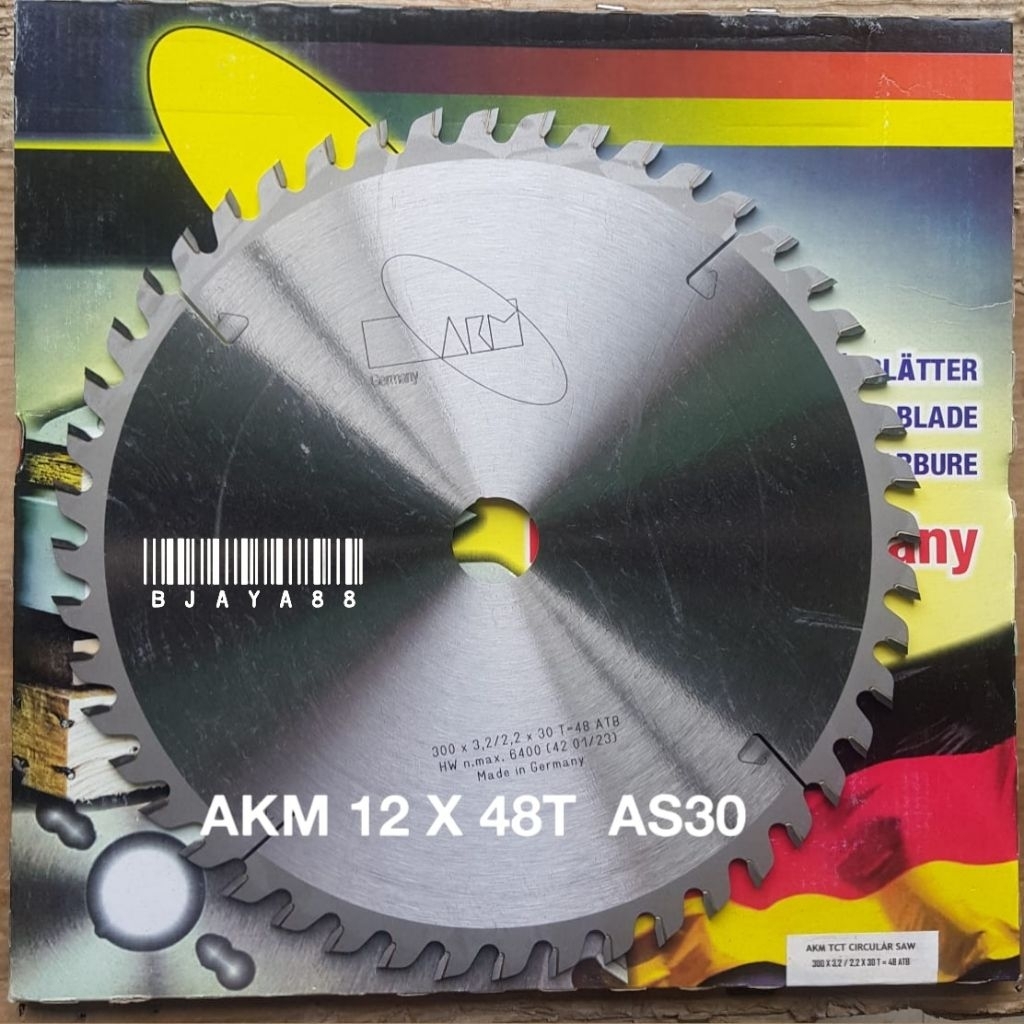 AKM
Germany
BLÄTTER
BLADE
RBURE
any
BJAYA88
300 x 3,2/2,2 x 30 T=48 ATB
HW n.max. 6400 (42 01/23)
Made in Germany
AKM 12 X 48T AS30
AKM TCT CIRCULAR SAW
300 X 3,2 / 2,2 X 30 T = 48 ATB